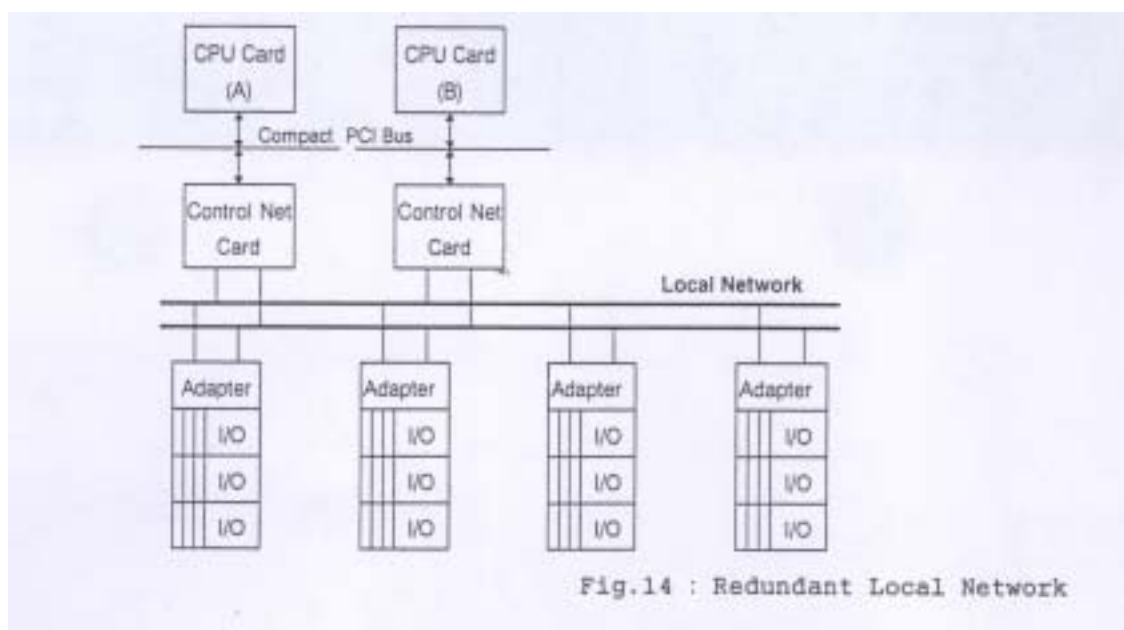 CPU Card
(A)
CPU Card
(B)
Compact PCI Bus
Control Net
Card
Control Net
Card
Local Network
Adapter
Adapter
Adapter
Adapter
I/O
I/O
I/O
I/O
I/O
I/O
I/O
I/O
I/O
I/O
I/O
I/O
Fig.14 : Redundant Local Network